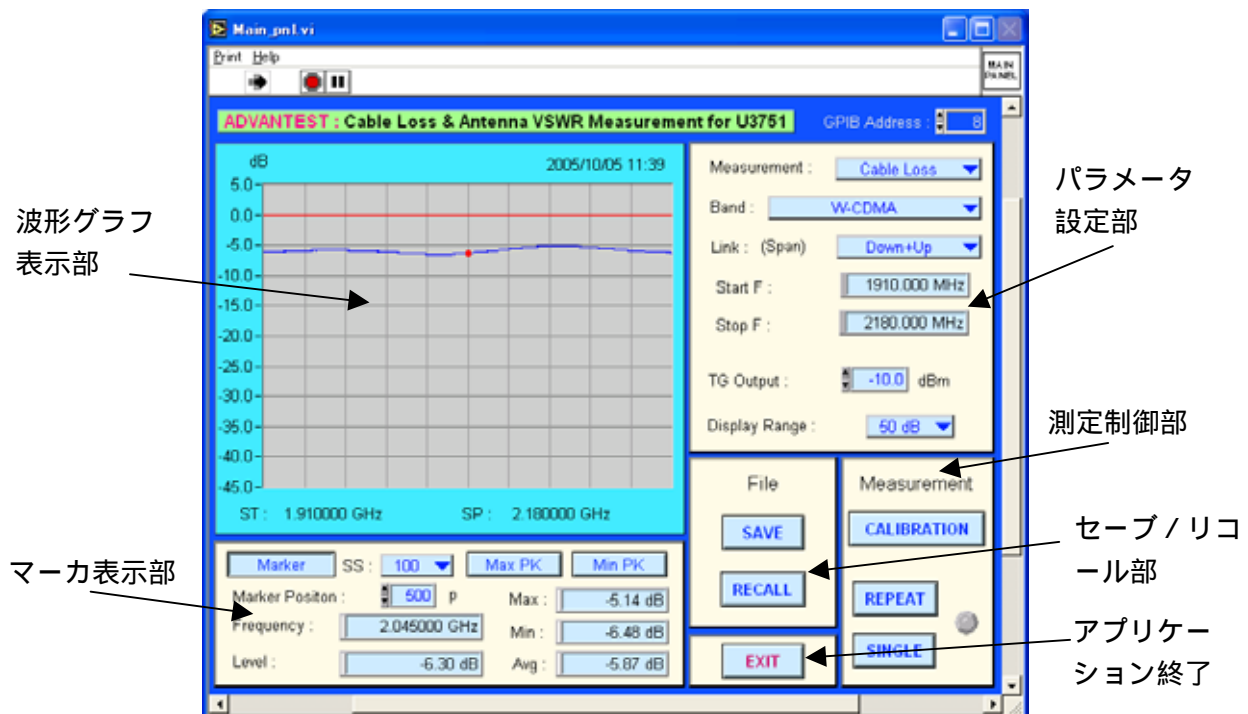 Main_pnl.vi
Print Help
MAIN
PANEL
ADVANTEST : Cable Loss & Antenna VSWR Measurement for U3751
GPIB Address : 8
dB
2005/10/05 11:39
5.0
0.0
-5.0
-10.0
-15.0
-20.0
-25.0
-30.0
-35.0
-40.0
-45.0
ST : 1.910000 GHz SP : 2.180000 GHz
Measurement : Cable Loss
Band : W-CDMA
Link : (Span) Down+Up
Start F : 1910.000 MHz
Stop F : 2180.000 MHz
TG Output : -10.0 dBm
Display Range : 50 dB
Marker SS : 100 Max PK Min PK
Marker Positon : 500 p
Frequency : 2.045000 GHz
Level : -6.30 dB
Max : -5.14 dB
Min : -6.48 dB
Avg : -5.87 dB
File
SAVE
RECALL
EXIT
Measurement
CALIBRATION
REPEAT
SINGLE
波形グラフ
表示部
マーカ表示部
パラメータ
設定部
測定制御部
セーブ / リコ
ール部
アプリケー
ション終了